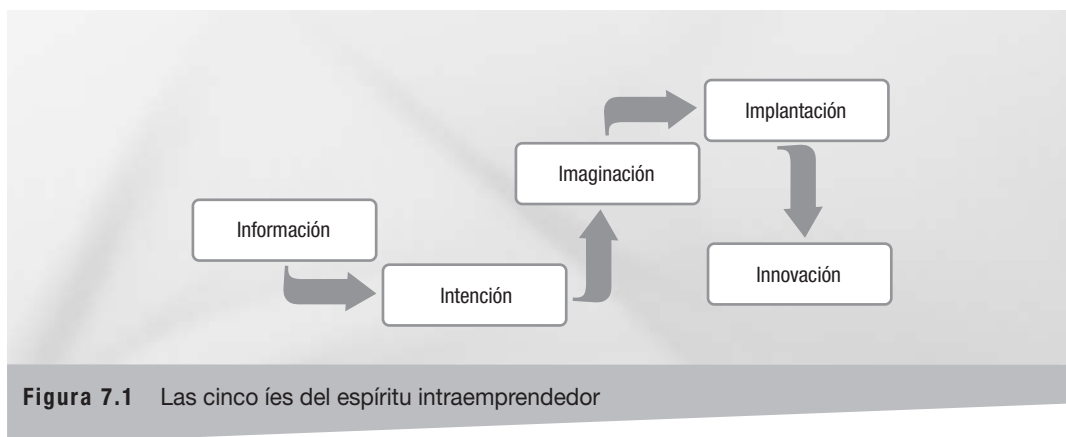 Información
Intención
Imaginación
Implantación
Innovación
Figura 7.1 Las cinco íes del espíritu intraemprendedor